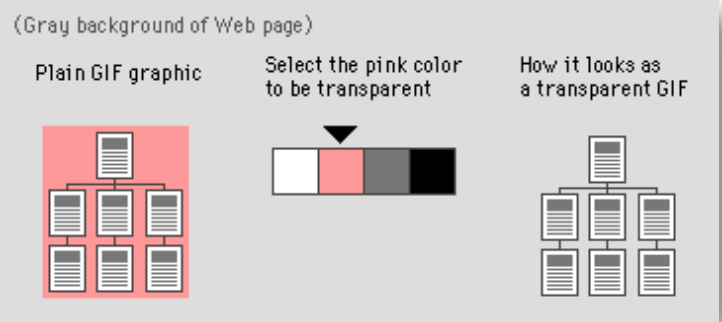 (Gray background of Web page)
Plain GIF graphic
Select the pink color
to be transparent
How it looks as
a transparent GIF